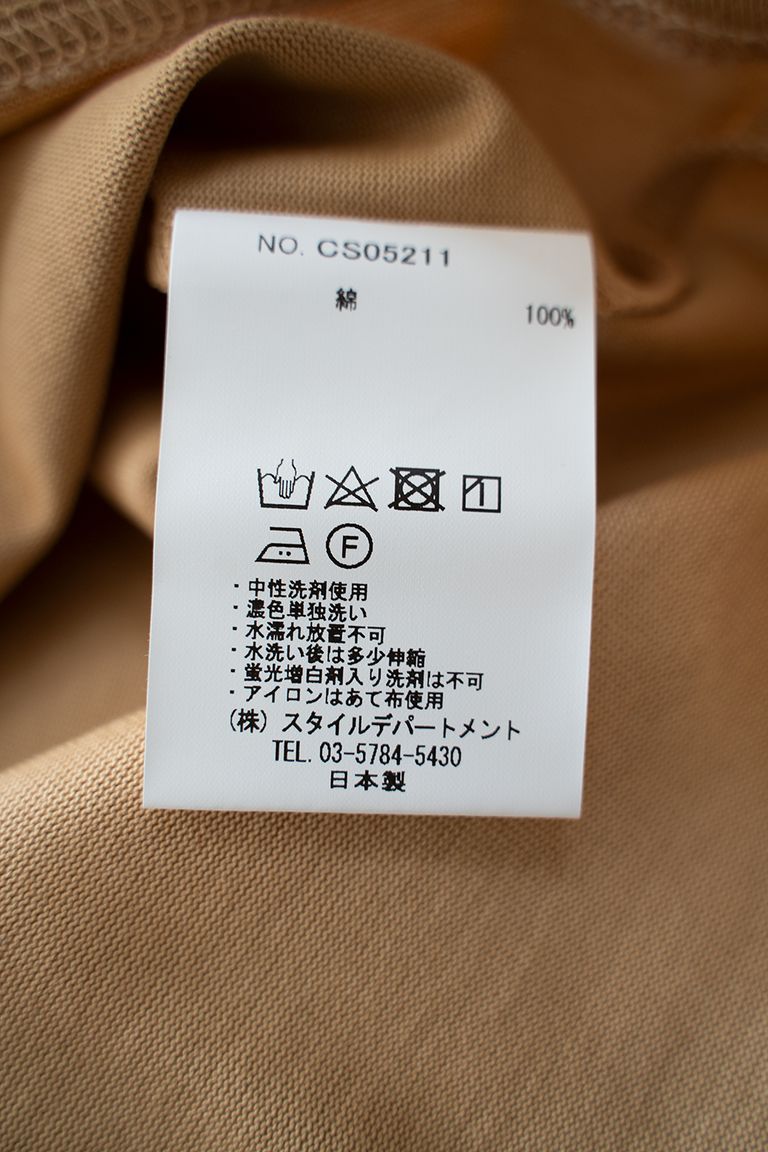 NO. CS05211
綿 100%
F
・中性洗剤使用
・濃色単独洗い
・水濡れ放置不可
・水洗い後は多少伸縮
・蛍光増白剤入り洗剤は不可
・アイロンはあて布使用
(株) スタイルデパートメント
TEL. 03-5784-5430
日本製